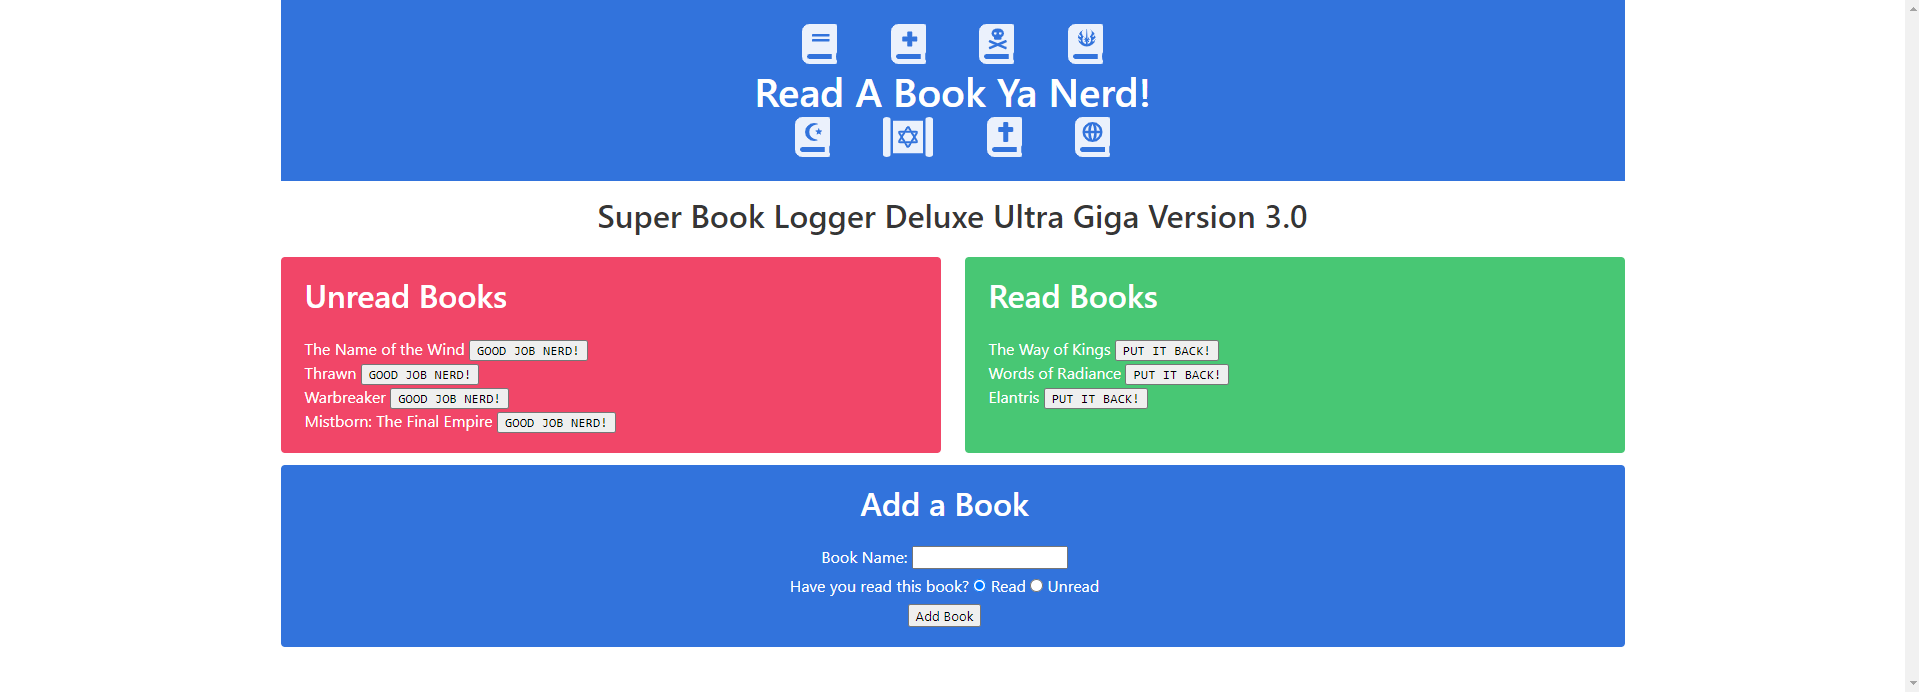 Read A Book Ya Nerd!
Super Book Logger Deluxe Ultra Giga Version 3.0
Unread Books
The Name of the Wind GOOD JOB NERD!
Thrawn GOOD JOB NERD!
Warbreaker GOOD JOB NERD!
Mistborn: The Final Empire GOOD JOB NERD!
Read Books
The Way of Kings PUT IT BACK!
Words of Radiance PUT IT BACK!
Elantris PUT IT BACK!
Add a Book
Book Name:
Have you read this book? Read Unread
Add Book